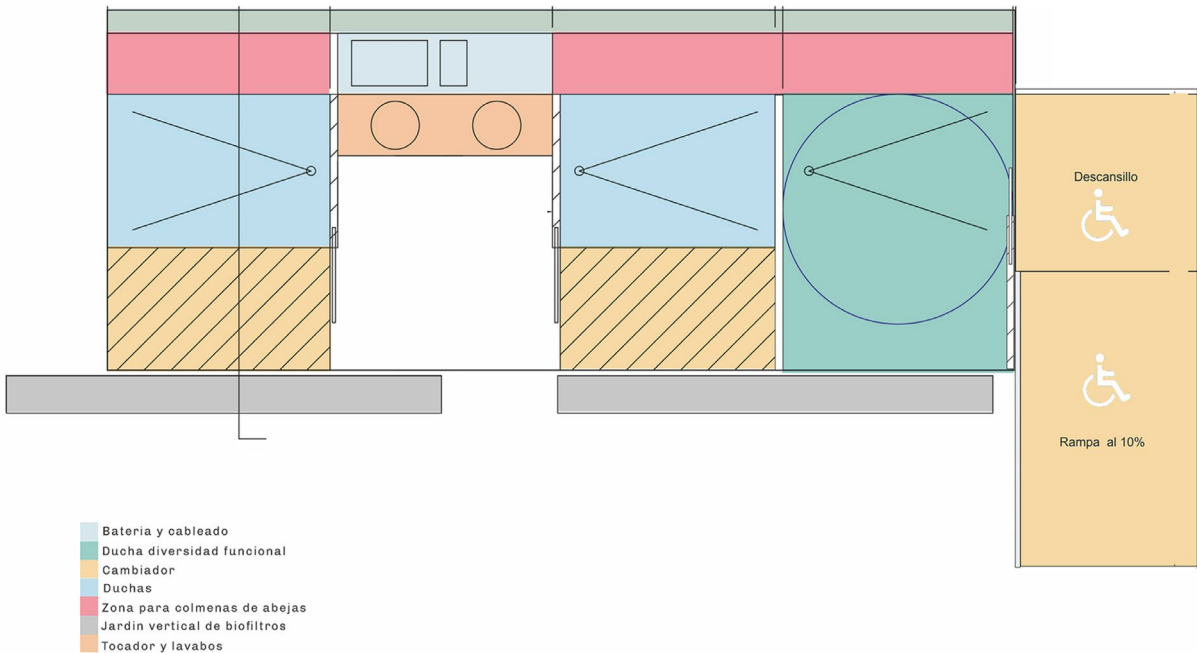 Descansillo
Rampa al 10%
Bateria y cableado
Ducha diversidad funcional
Cambiador
Duchas
Zona para colmenas de abejas
Jardin vertical de biofiltros
Tocador y lavabos